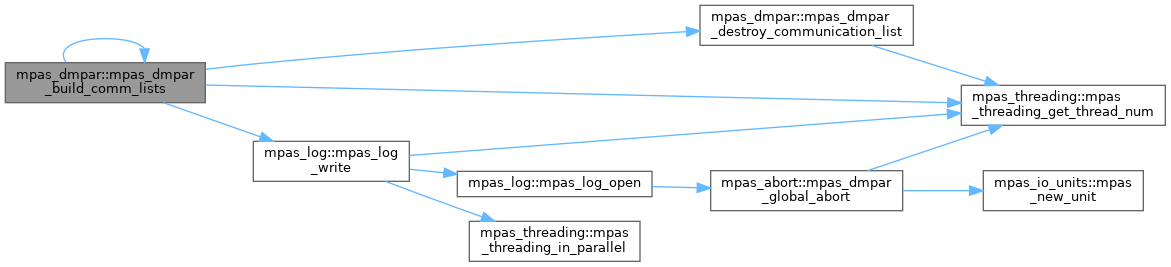 mpas_dmpar::mpas_dmpar
_build_comm_lists
mpas_dmpar::mpas_dmpar
_destroy_communication_list
mpas_threading::mpas
_threading_get_thread_num
mpas_log::mpas_log
_write
mpas_log::mpas_log_open
mpas_abort::mpas_dmpar
_global_abort
mpas_io_units::mpas
_new_unit
mpas_threading::mpas
_threading_in_parallel